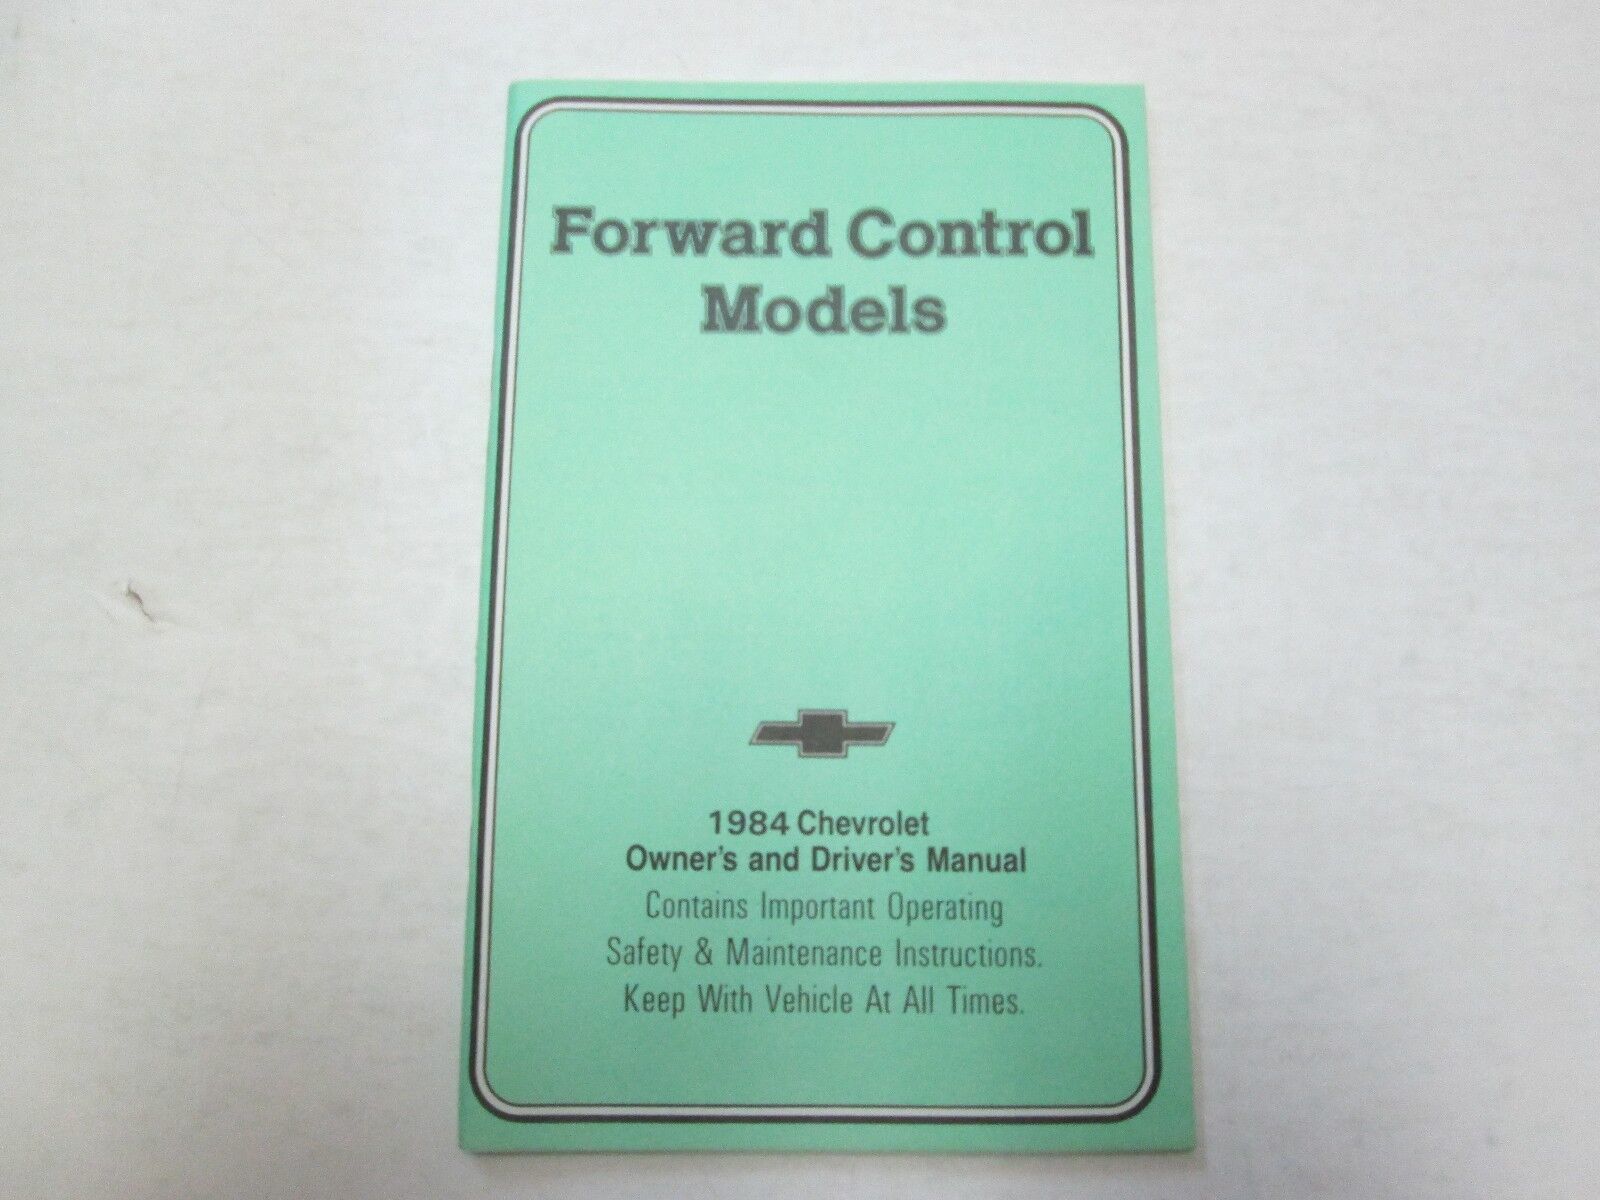 Forward Control
Models
1984 Chevrolet
Owner's and Driver's Manual
Contains Important Operating
Safety & Maintenance Instructions.
Keep With Vehicle At All Times.